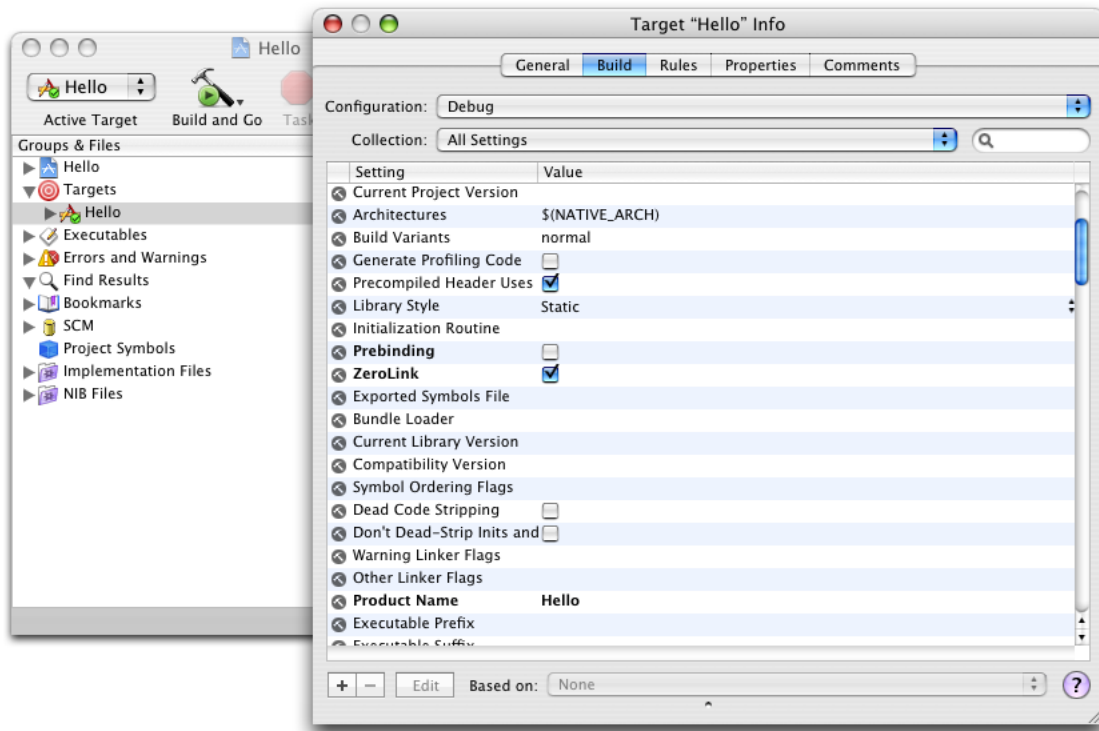 Hello
Hello
Active Target
Build and Go
Task
Groups & Files
Hello
Targets
Hello
Executables
Errors and Warnings
Find Results
Bookmarks
SCM
Project Symbols
Implementation Files
NIB Files
Target “Hello” Info
General Build Rules Properties Comments
Configuration: Debug
Collection: All Settings
Setting Value
Current Project Version
Architectures $(NATIVE_ARCH)
Build Variants normal
Generate Profiling Code
Precompiled Header Uses
Library Style Static
Initialization Routine
Prebinding
ZeroLink
Exported Symbols File
Bundle Loader
Current Library Version
Compatibility Version
Symbol Ordering Flags
Dead Code Stripping
Don't Dead-Strip Inits and
Warning Linker Flags
Other Linker Flags
Product Name Hello
Executable Prefix
Executable Suffix
+ − Edit Based on: None ?